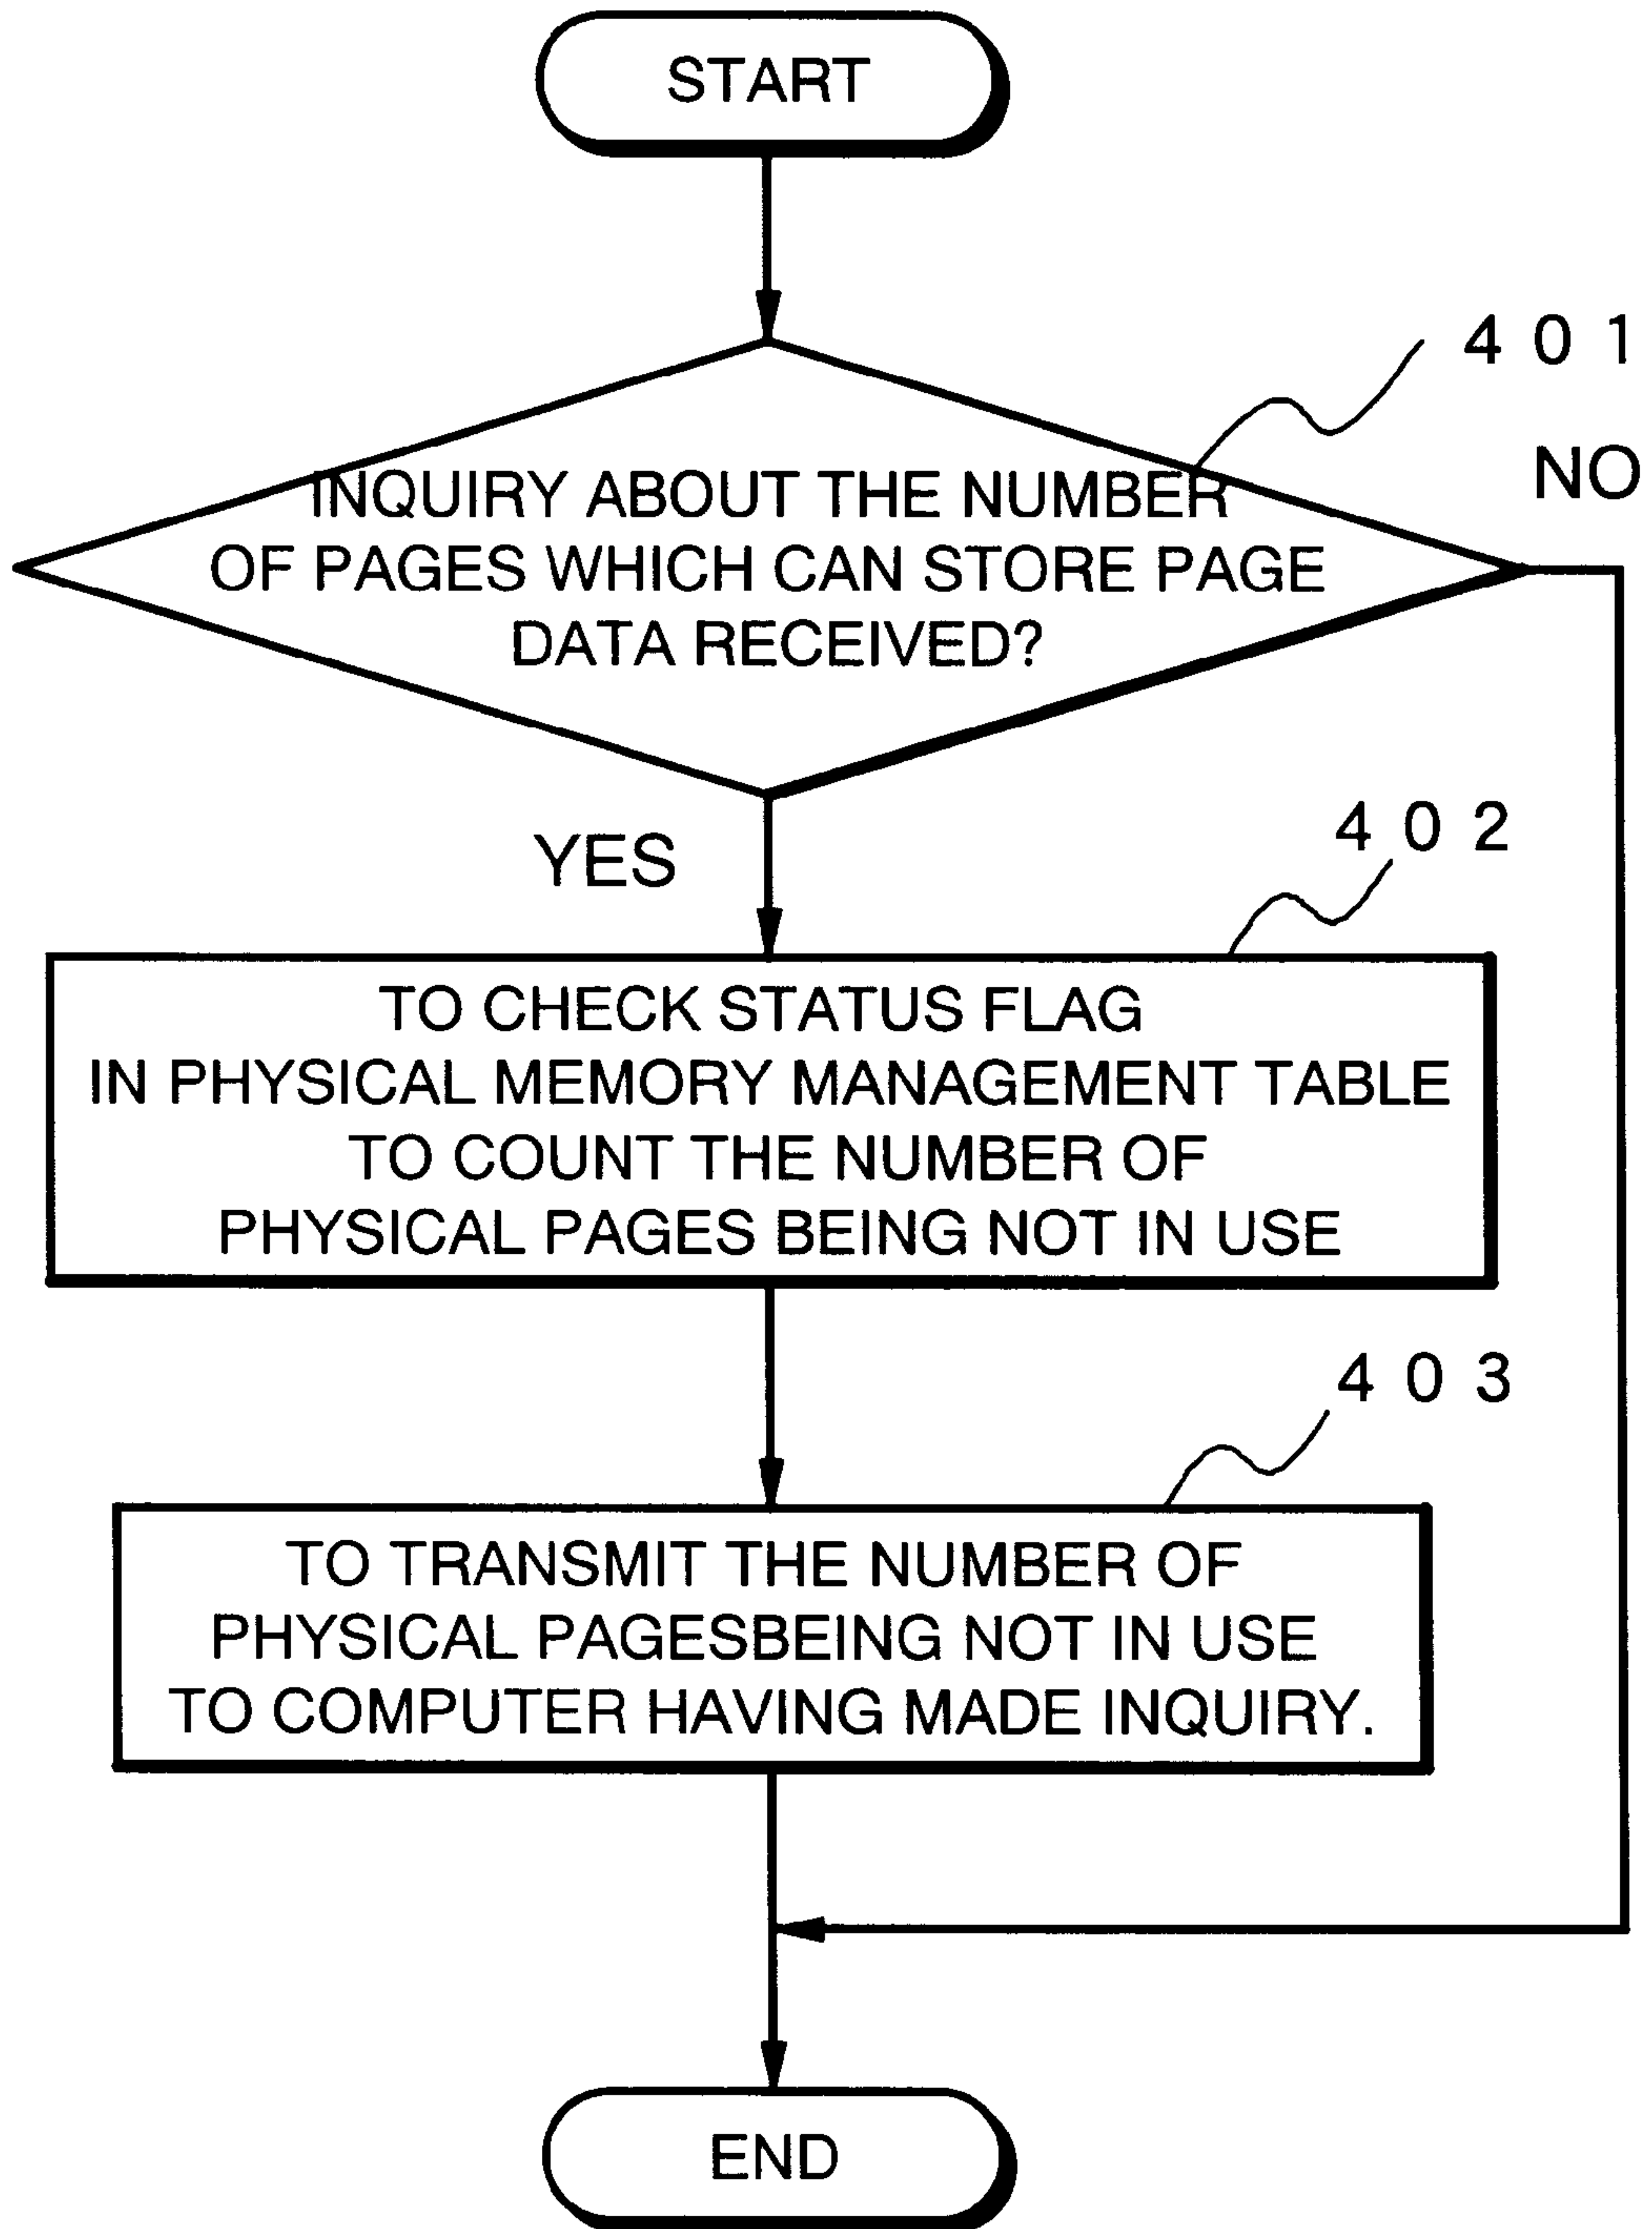 START
4 0 1
NO
INQUIRY ABOUT THE NUMBER
OF PAGES WHICH CAN STORE PAGE
DATA RECEIVED?
YES
4 0 2
TO CHECK STATUS FLAG
IN PHYSICAL MEMORY MANAGEMENT TABLE
TO COUNT THE NUMBER OF
PHYSICAL PAGES BEING NOT IN USE
4 0 3
TO TRANSMIT THE NUMBER OF
PHYSICAL PAGESBEING NOT IN USE
TO COMPUTER HAVING MADE INQUIRY.
END